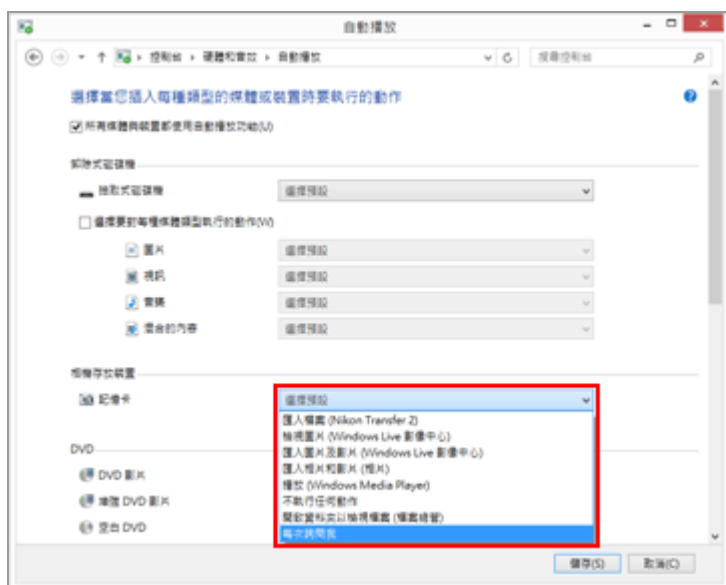 自動播放
控制台 ▸ 硬體和音效 ▸ 自動播放
搜尋控制台
選擇當您插入每種類型的媒體或裝置時要執行的動作
所有媒體與裝置都使用自動播放功能(U)
卸除式磁碟機
抽取式磁碟機 選擇預設
選擇要對每種媒體類型執行的動作(W)
圖片 選擇預設
視訊 選擇預設
音訊 選擇預設
混合的內容 選擇預設
相機存放裝置
記憶卡 選擇預設
匯入檔案 (Nikon Transfer 2)
檢視圖片 (Windows Live 影像中心)
匯入圖片及影片 (Windows Live 影像中心)
匯入相片和影片 (相片)
播放 (Windows Media Player)
不執行任何動作
開啟資料夾以檢視檔案 (檔案總管)
每次詢問我
DVD
DVD 影片
增強 DVD 影片
空白 DVD
儲存(S) 取消(C)